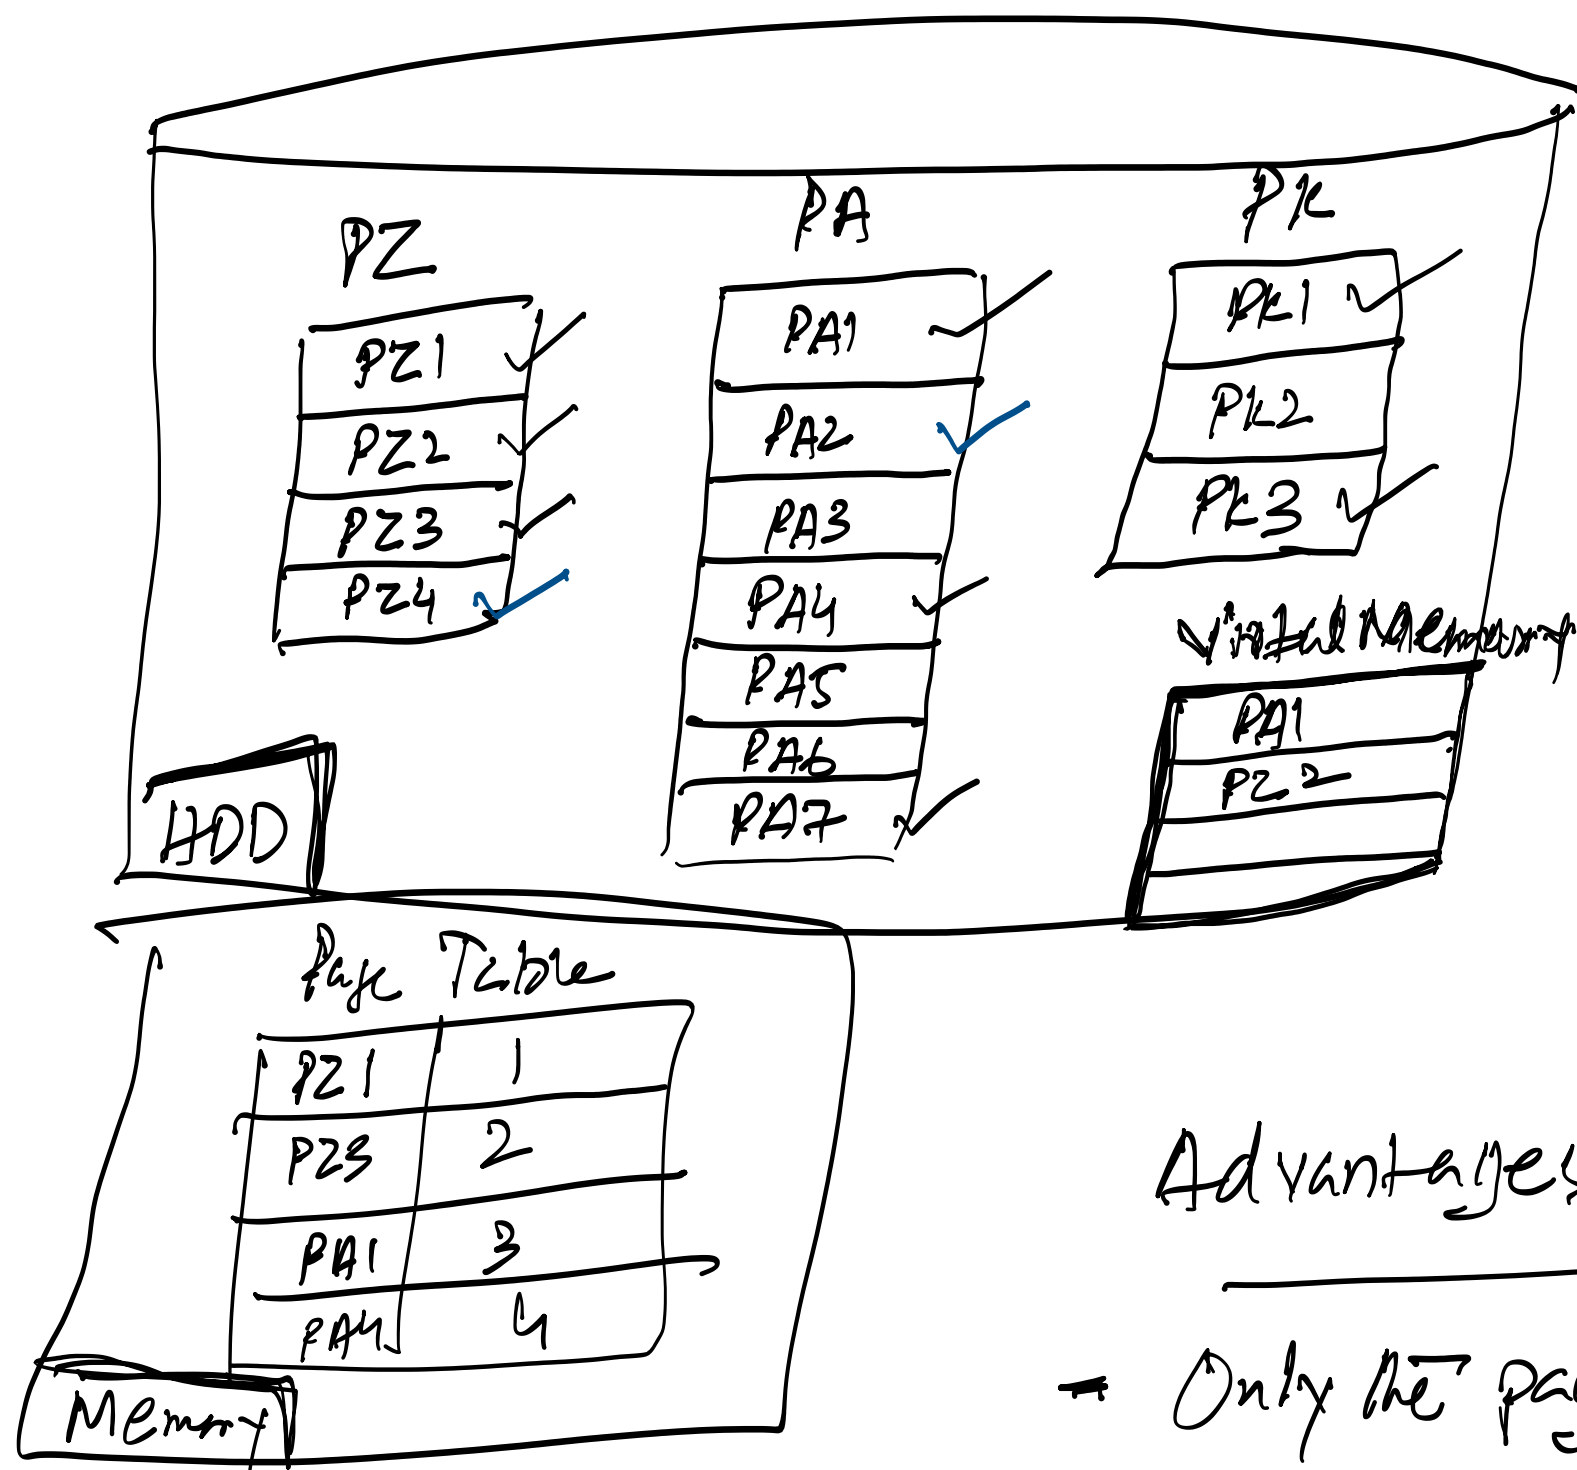 PZ
PA
PK
PZ1
PZ2
PZ3
PZ4
PA1
PA2
PA3
PA4
PA5
PA6
PA7
PK1
PK2
PK3
Virtual Memory
PA1
PZ2
HDD
Page Table
PZ1 1
PZ3 2
PA1 3
PA4 4
Memory
Advantages
- Only the pa